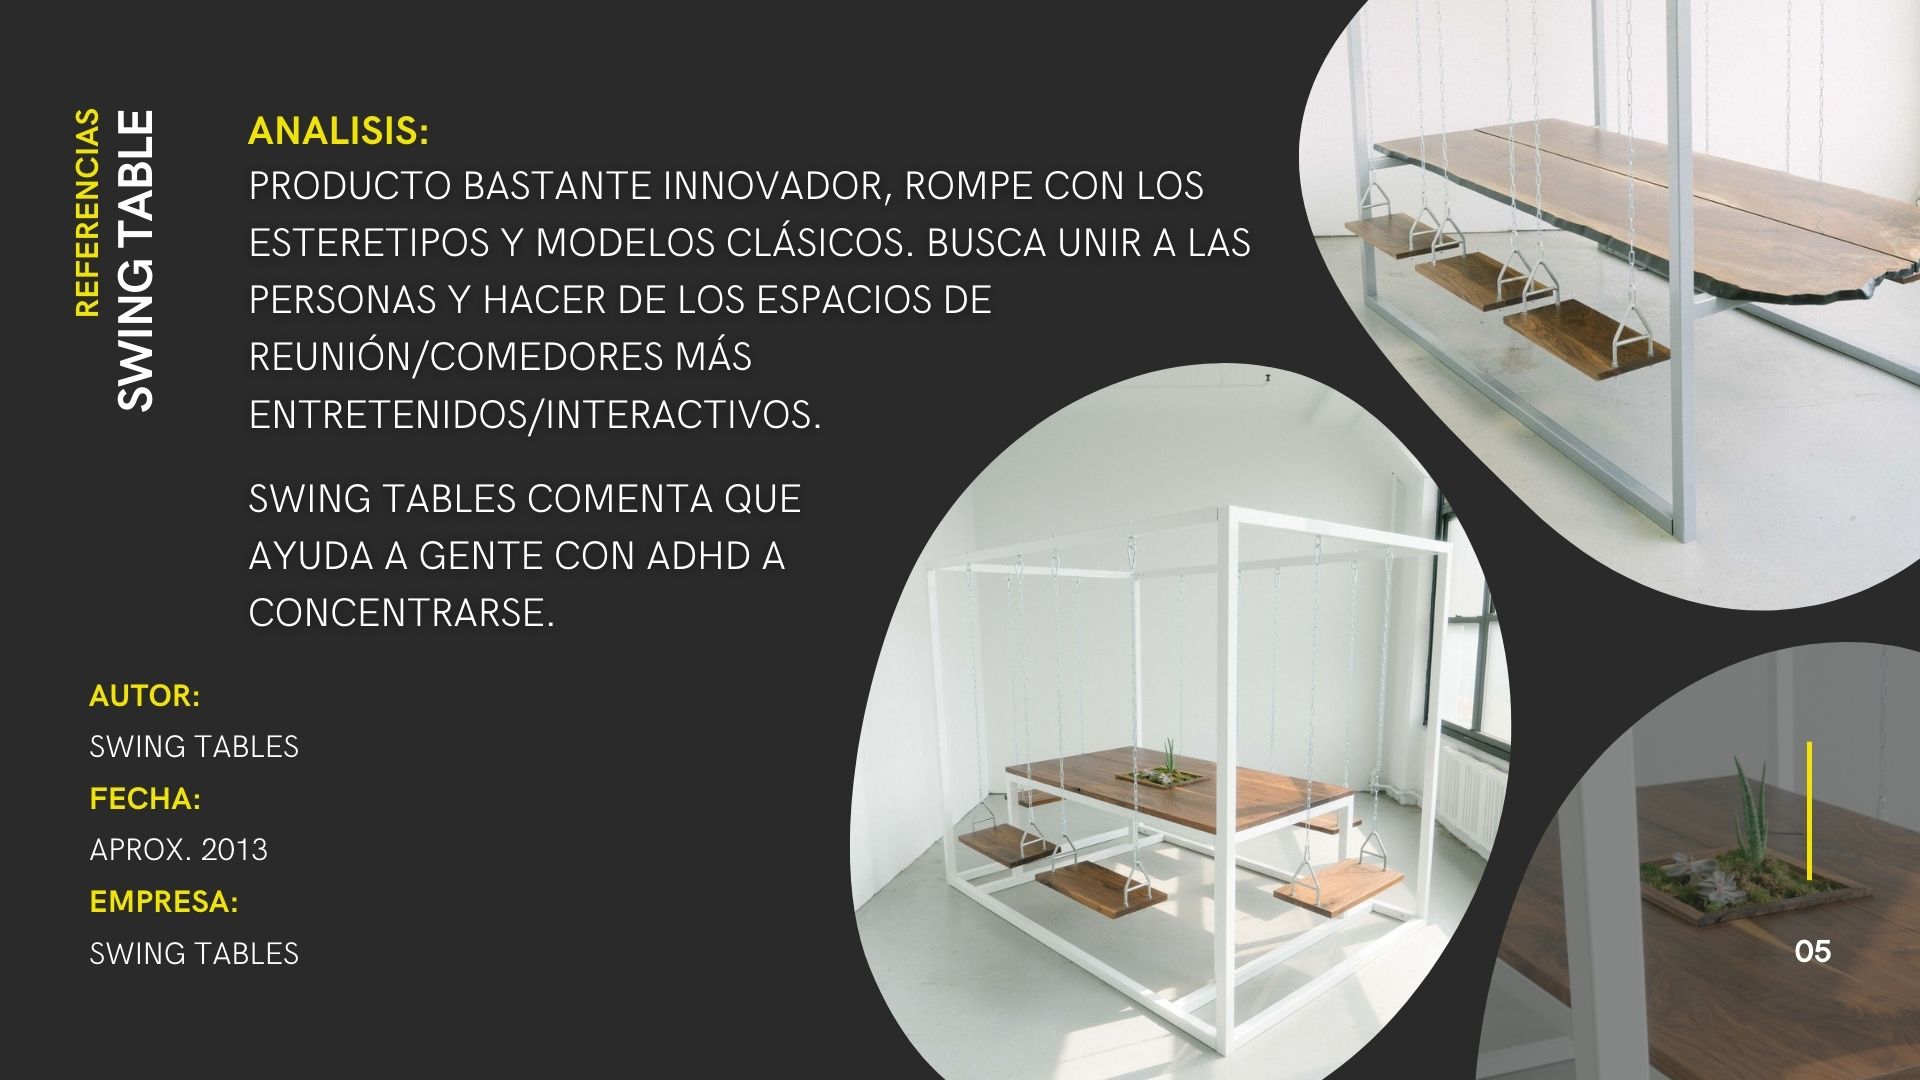 REFERENCIAS
SWING TABLE
ANALISIS:
PRODUCTO BASTANTE INNOVADOR, ROMPE CON LOS
ESTERETIPOS Y MODELOS CLÁSICOS. BUSCA UNIR A LAS
PERSONAS Y HACER DE LOS ESPACIOS DE
REUNIÓN/COMEDORES MÁS
ENTRETENIDOS/INTERACTIVOS.
SWING TABLES COMENTA QUE
AYUDA A GENTE CON ADHD A
CONCENTRARSE.
AUTOR:
SWING TABLES
FECHA:
APROX. 2013
EMPRESA:
SWING TABLES
05